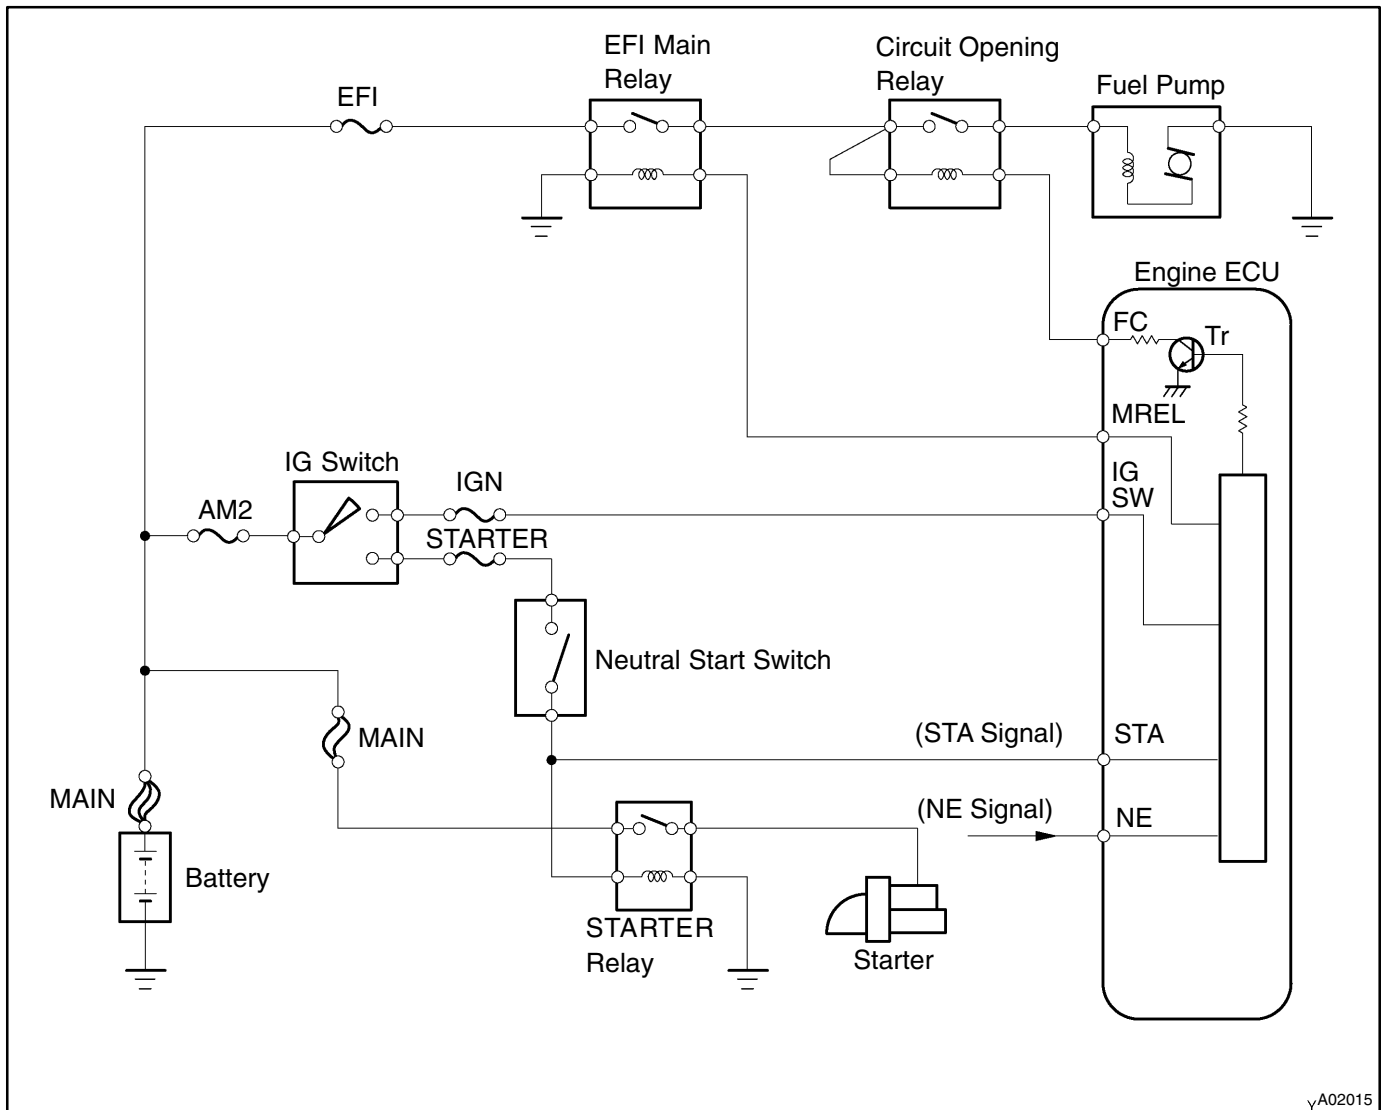 EFI Main
Relay
Circuit Opening
Relay
EFI
Fuel Pump
Engine ECU
FC
Tr
MREL
IG Switch
IG
SW
IGN
AM2
STARTER
Neutral Start Switch
(STA Signal)
STA
MAIN
MAIN
(NE Signal)
NE
Battery
STARTER
Relay
Starter
Y A02015